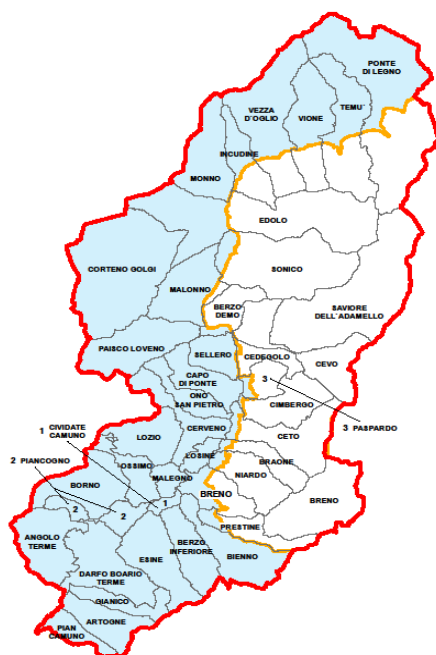 PONTE
DI LEGNO
VEZZA
D'OGLIO
TEMU'
VIONE
INCUDINE
MONNO
EDOLO
SONICO
CORTENO GOLGI
MALONNO
BERZO
DEMO
SAVIORE
DELL'ADAMELLO
PAISCO LOVENO
SELLERO
CEDEGOLO
CEVO
CAPO
DI PONTE
3
ONO
SAN PIETRO
CIMBERGO
1 CIVIDATE
CAMUNO
CERVENO
3 PASPARDO
LOZIO
CETO
LOSINE
2 PIANCOGNO
OSSIMO
BRAONE
MALEGNO
NIARDO
BORNO
BRENO
BRENO
2
1
2
PRESTINE
ANGOLO
TERME
BERZO
INFERIORE
ESINE
BIENNO
DARFO BOARIO
TERME
GIANICO
ARTOGNE
PIAN
CAMUNO